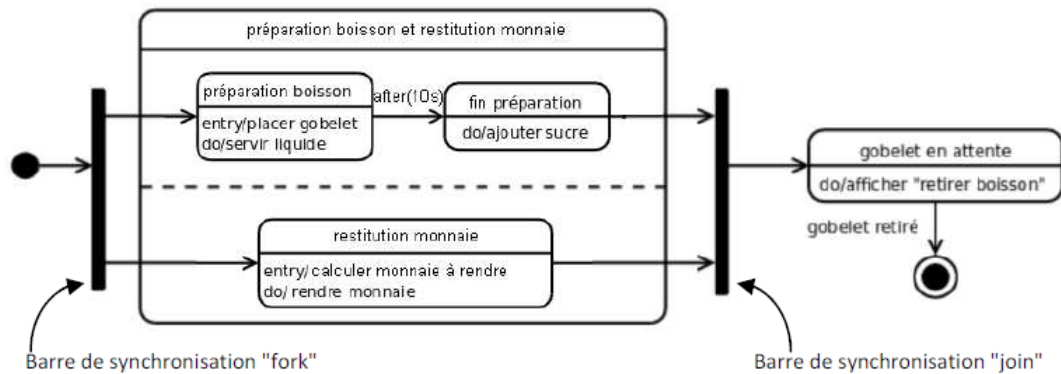 préparation boisson et restitution monnaie
préparation boisson
entry/placer gobelet
do/servir liquide
after(10s)
fin préparation
do/ajouter sucre
restitution monnaie
entry/ calculer monnaie à rendre
do/ rendre monnaie
gobelet en attente
do/afficher "retirer boisson"
gobelet retiré
Barre de synchronisation "fork"
Barre de synchronisation "join"